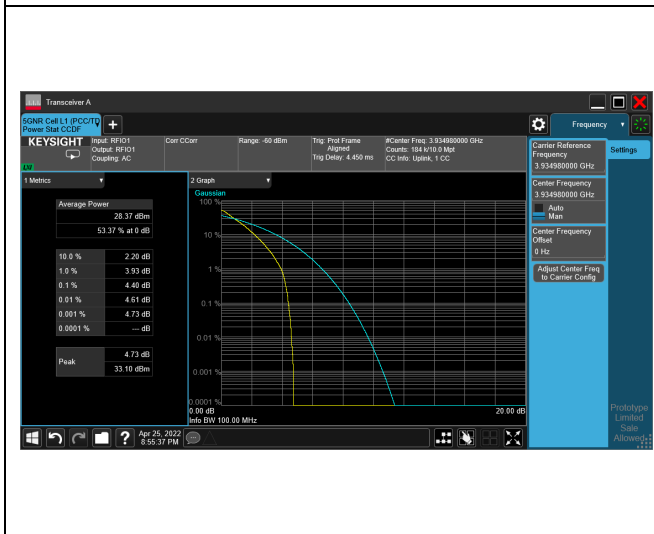 Transceiver A
5GNR Cell L1 (PCC/TD
Power Stat CCDF
Frequency
KEYSIGHT
Input: RFIO1
Output: RFIO1
Coupling: AC
Corr CCorr
Range: -60 dBm
Trig: Prot Frame
Aligned
Trig Delay: 4.450 ms
#Center Freq: 3.934980000 GHz
Counts: 184 k/10.0 Mpt
CC Info: Uplink, 1 CC
1 Metrics
Average Power
28.37 dBm
53.37 % at 0 dB
10.0 % 2.20 dB
1.0 % 3.93 dB
0.1 % 4.40 dB
0.01 % 4.61 dB
0.001 % 4.73 dB
0.0001 % --- dB
Peak
4.73 dB
33.10 dBm
2 Graph
Gaussian
100 %
10 %
1 %
0.1 %
0.01 %
0.001 %
0.0001 %
0.00 dB 20.00 dB
Info BW 100.00 MHz
Carrier Reference
Frequency
3.934980000 GHz
Center Frequency
3.934980000 GHz
Auto
Man
Center Frequency
Offset
0 Hz
Adjust Center Freq
to Carrier Config
Settings
Prototype
Limited
Sale
Allowed
Apr 25, 2022
8:55:37 PM